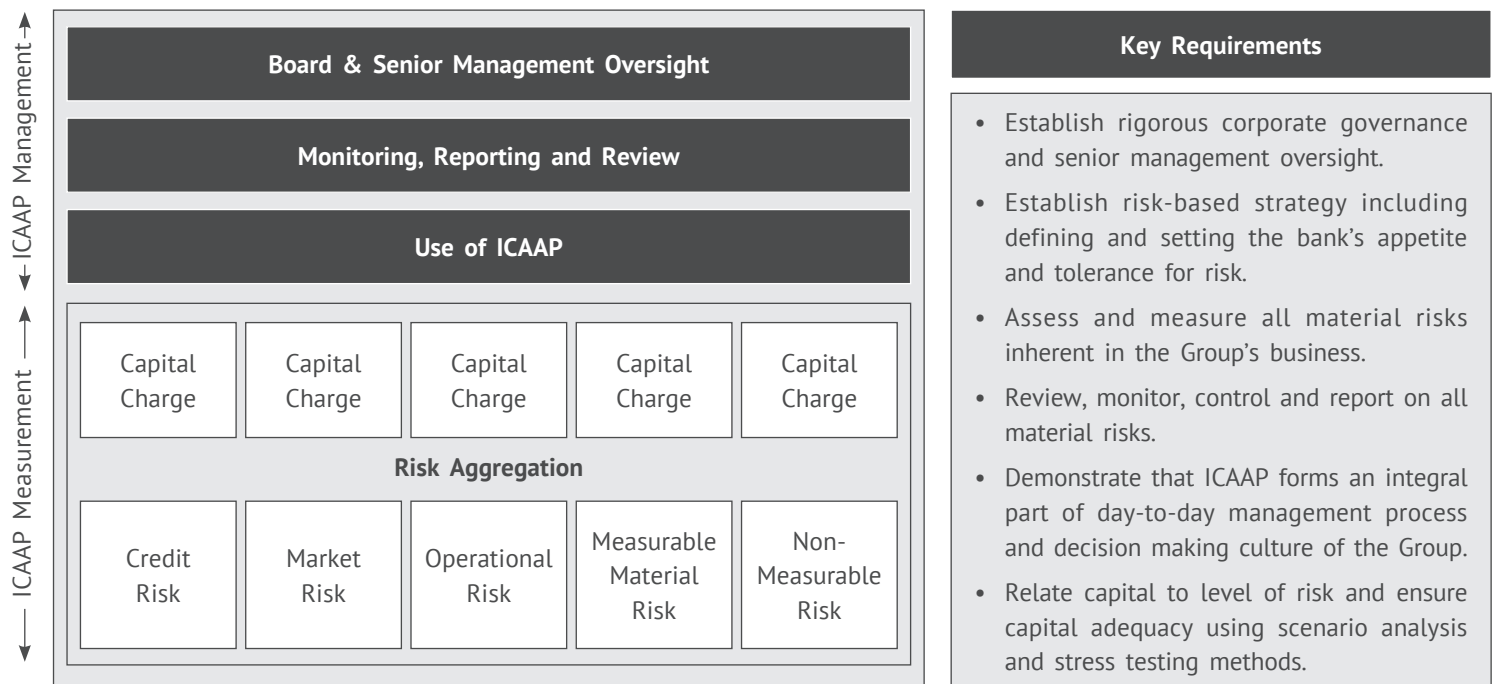 ICAAP Management
ICAAP Measurement
Board & Senior Management Oversight
Monitoring, Reporting and Review
Use of ICAAP
Capital
Charge
Capital
Charge
Capital
Charge
Capital
Charge
Capital
Charge
Risk Aggregation
Credit
Risk
Market
Risk
Operational
Risk
Measurable
Material
Risk
Non-
Measurable
Risk
Key Requirements
• Establish rigorous corporate governance
and senior management oversight.
• Establish risk-based strategy including
defining and setting the bank’s appetite
and tolerance for risk.
• Assess and measure all material risks
inherent in the Group’s business.
• Review, monitor, control and report on all
material risks.
• Demonstrate that ICAAP forms an integral
part of day-to-day management process
and decision making culture of the Group.
• Relate capital to level of risk and ensure
capital adequacy using scenario analysis
and stress testing methods.